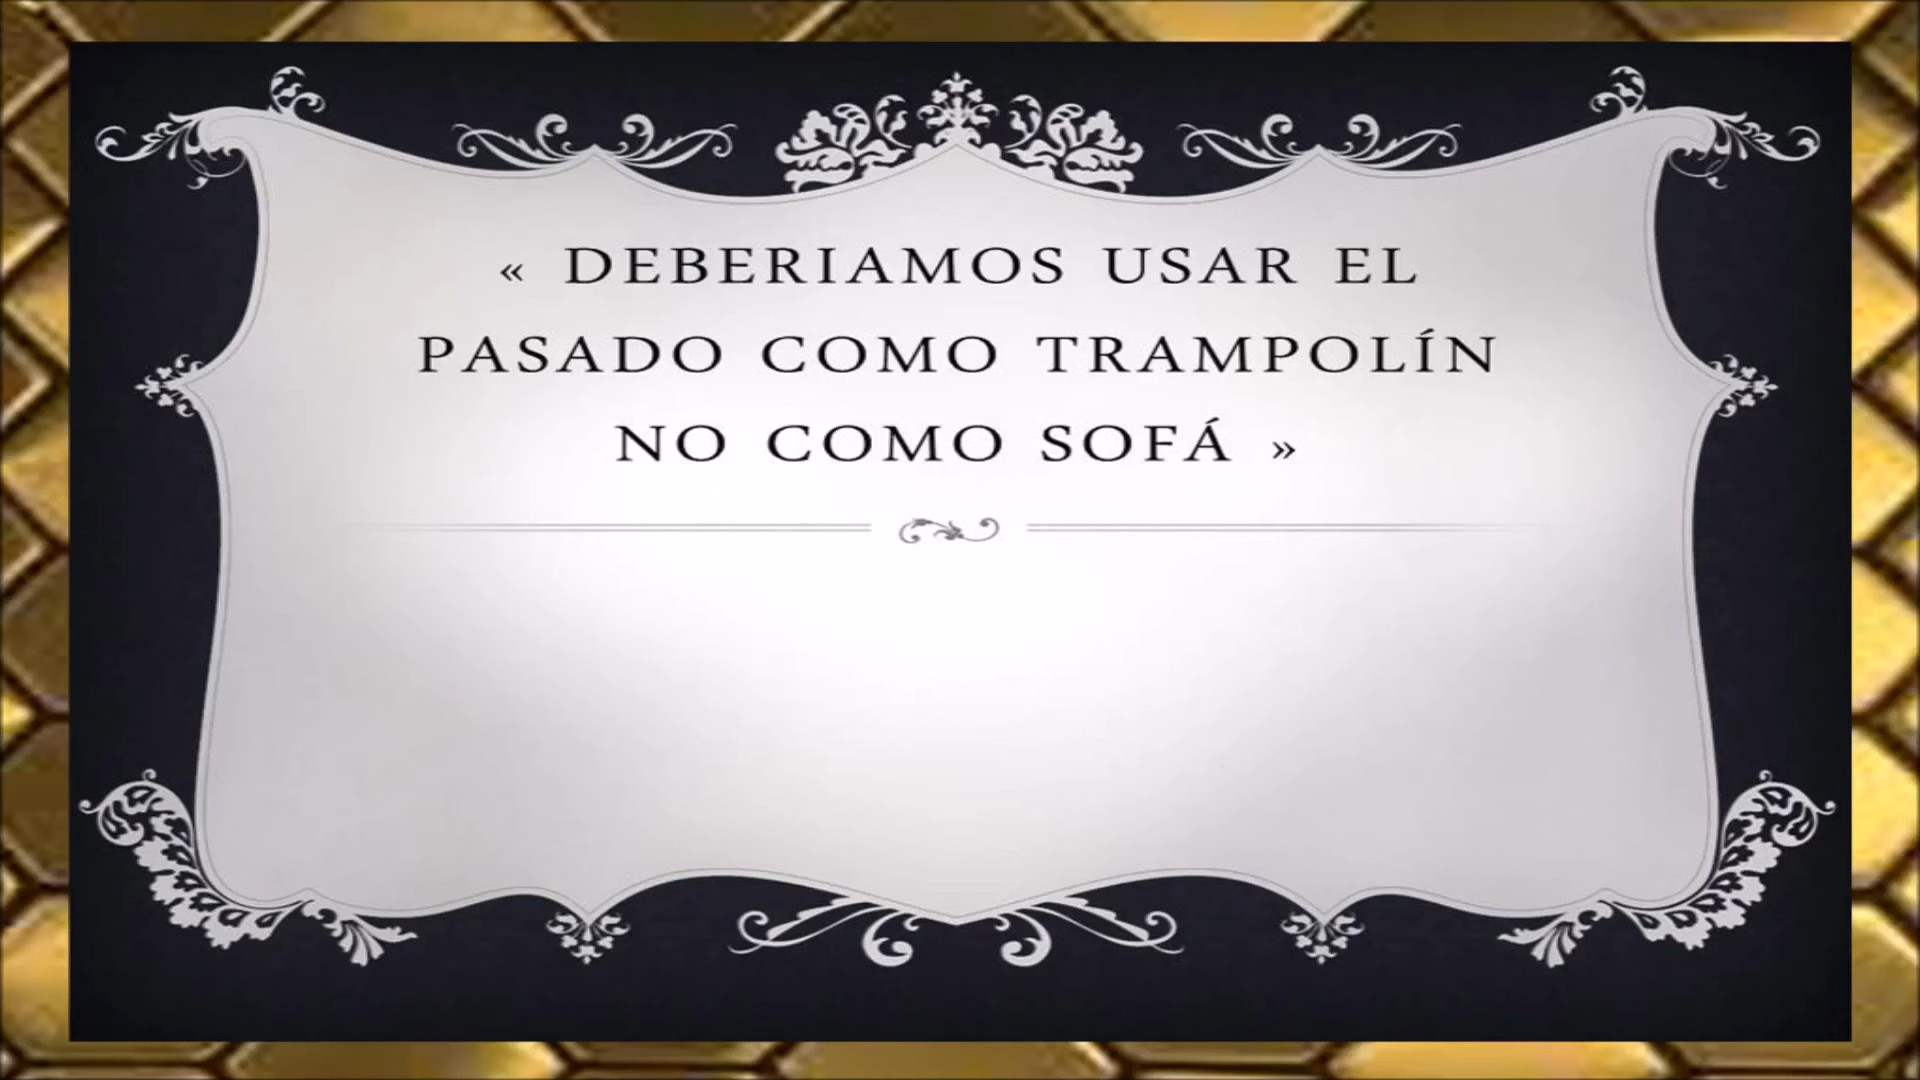 « DEBERIAMOS USAR EL
PASADO COMO TRAMPOLÍN
NO COMO SOFÁ »